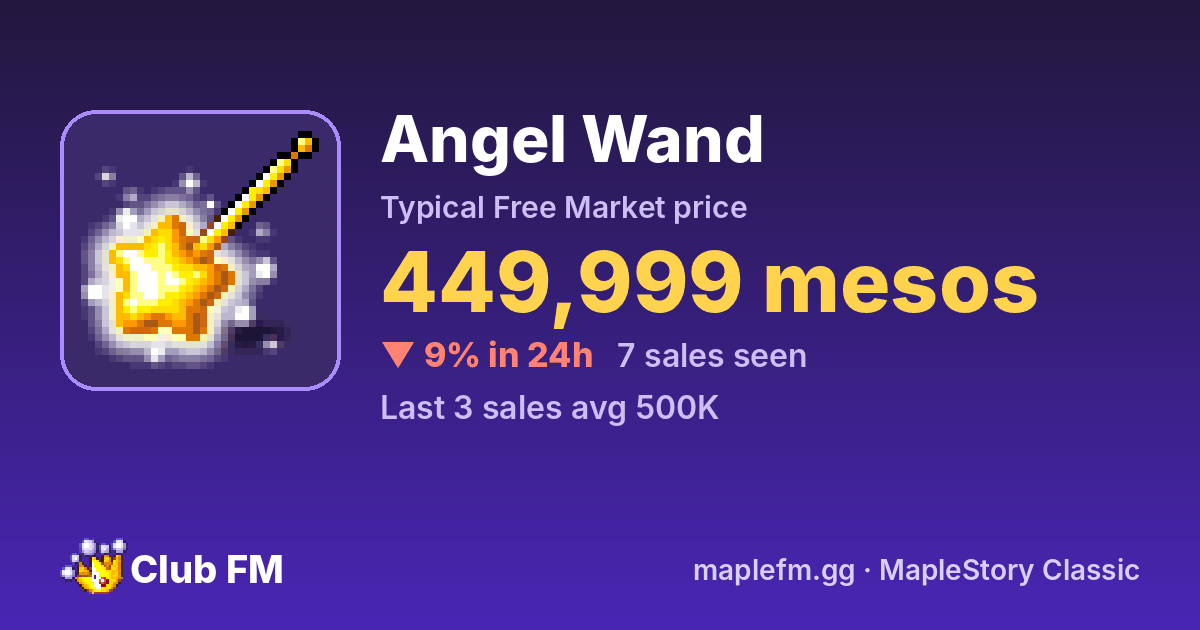 Angel Wand
Typical Free Market price
449,999 mesos
▼ 9% in 24h 7 sales seen
Last 3 sales avg 500K
Club FM
maplefm.gg · MapleStory Classic